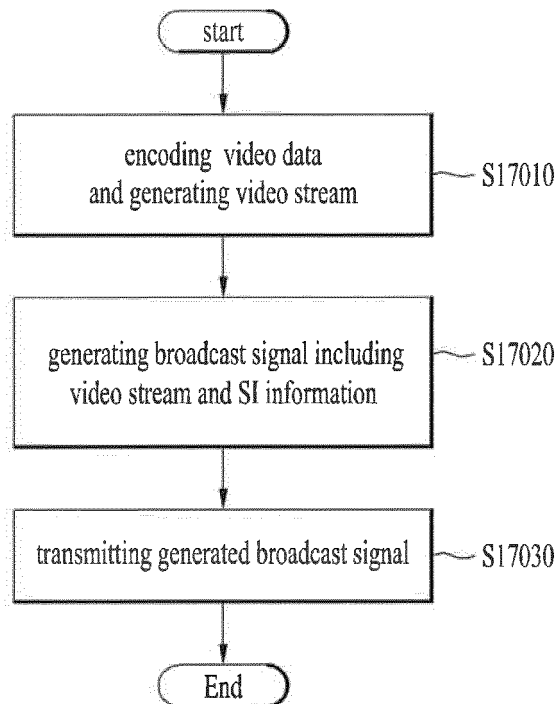 start
encoding video data
and generating video stream
S17010
generating broadcast signal including
video stream and SI information
S17020
transmitting generated broadcast signal
S17030
End